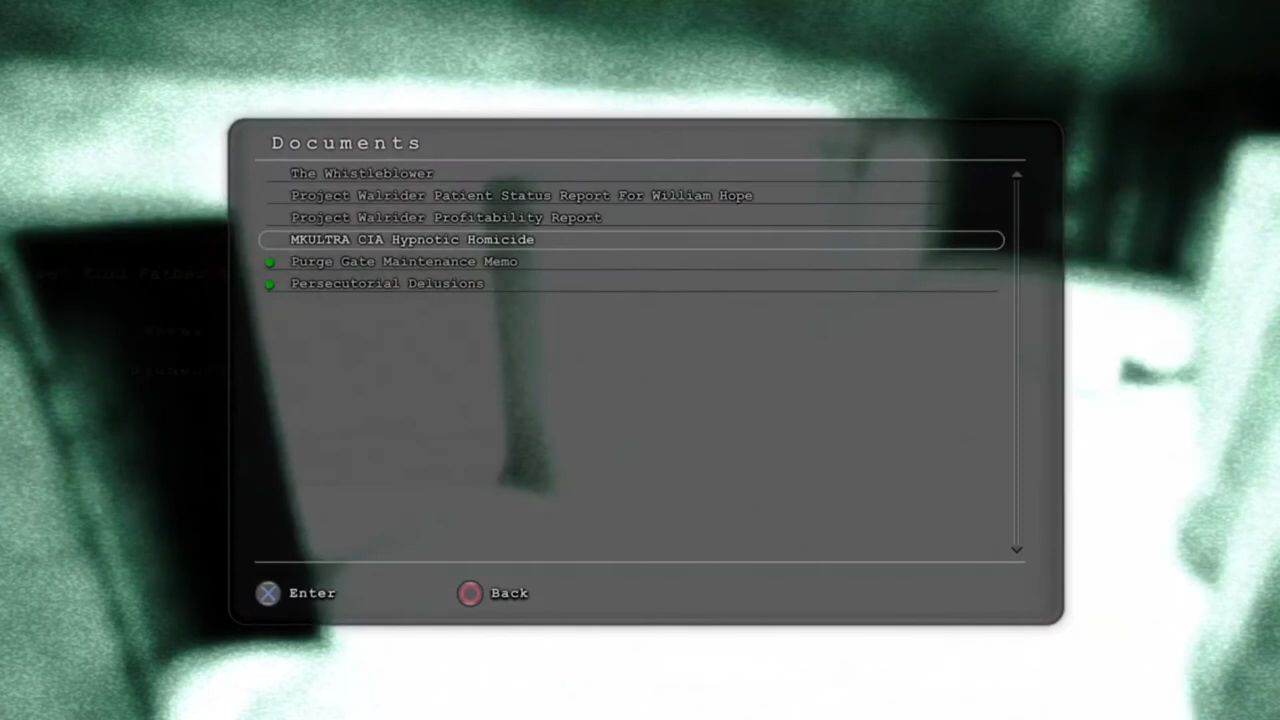 Documents
The Whistleblower
Project Walrider Patient Status Report For William Hope
Project Walrider Profitability Report
MKULTRA CIA Hypnotic Homicide
Purge Gate Maintenance Memo
Persecutorial Delusions
Enter
Back